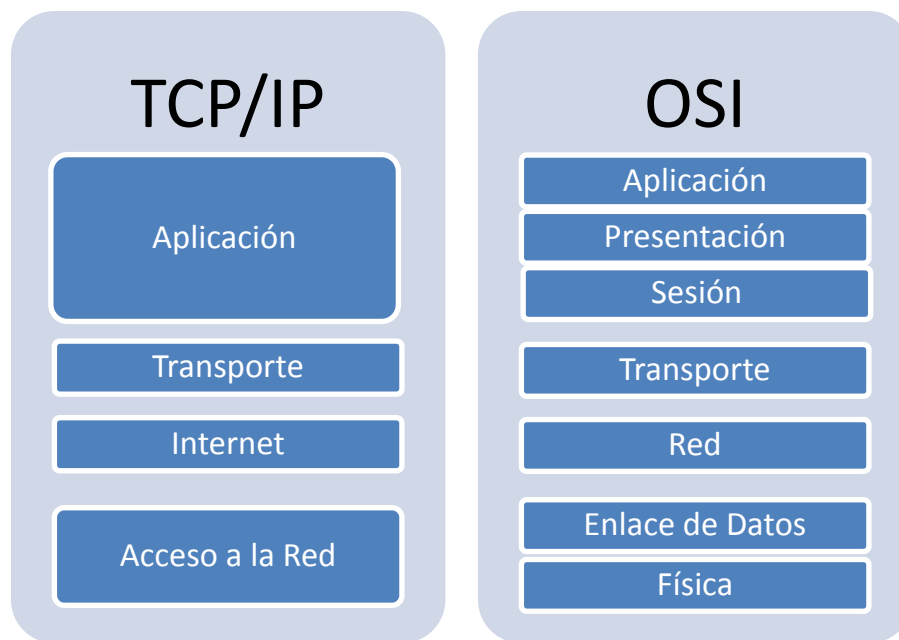 TCP/IP
Aplicación
Transporte
Internet
Acceso a la Red
OSI
Aplicación
Presentación
Sesión
Transporte
Red
Enlace de Datos
Física